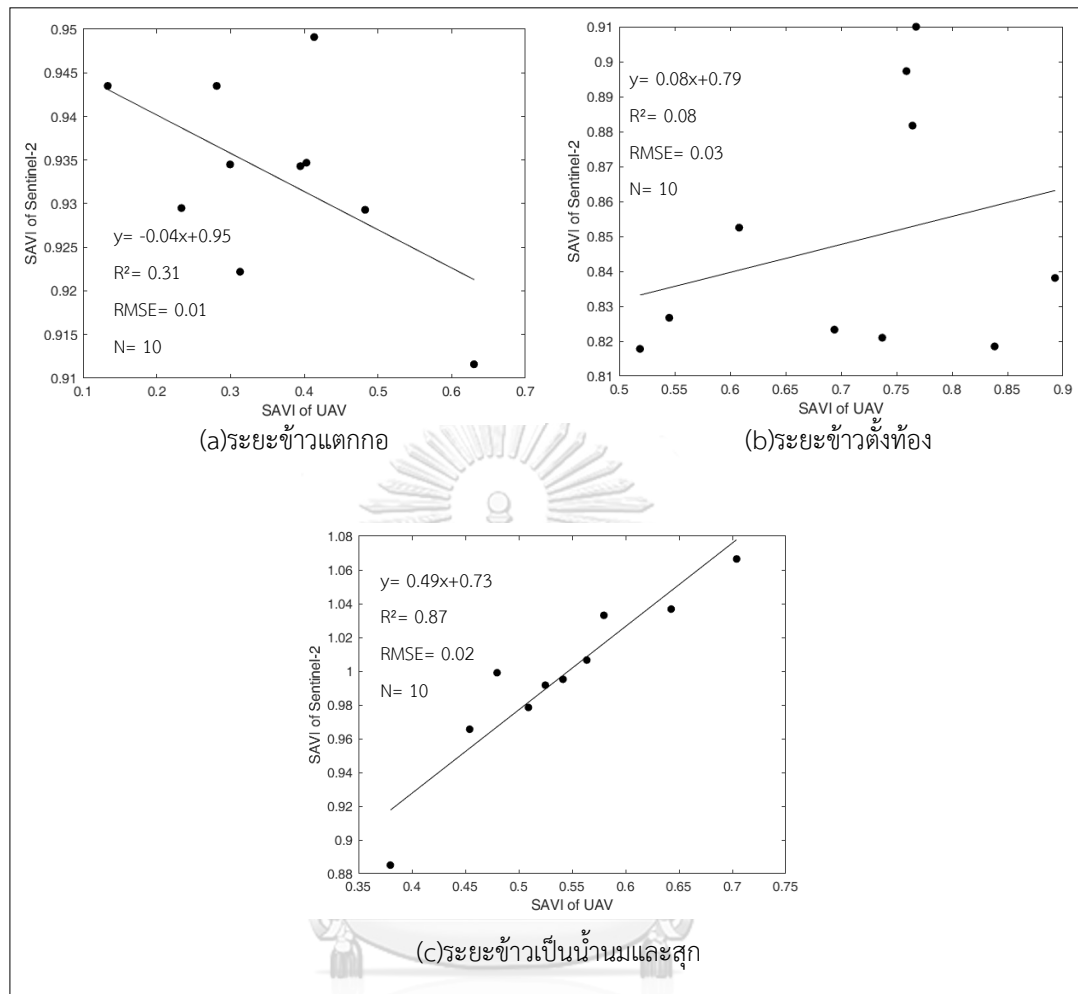 0.95
0.945
0.94
0.935
0.93
0.925
0.92
0.915
0.91
SAVI of Sentinel-2
y= -0.04x+0.95
R²= 0.31
RMSE= 0.01
N= 10
0.1 0.2 0.3 0.4 0.5 0.6 0.7
SAVI of UAV
(a)ระยะข้าวแตกกอ
0.91
0.9
0.89
0.88
0.87
0.86
0.85
0.84
0.83
0.82
0.81
SAVI of Sentinel-2
y= 0.08x+0.79
R²= 0.08
RMSE= 0.03
N= 10
0.5 0.55 0.6 0.65 0.7 0.75 0.8 0.85 0.9
SAVI of UAV
(b)ระยะข้าวตั้งท้อง
1.08
1.06
1.04
1.02
1
0.98
0.96
0.94
0.92
0.9
0.88
SAVI of Sentinel-2
y= 0.49x+0.73
R²= 0.87
RMSE= 0.02
N= 10
0.35 0.4 0.45 0.5 0.55 0.6 0.65 0.7 0.75
SAVI of UAV
(c)ระยะข้าวเป็นน้ำนมและสุก